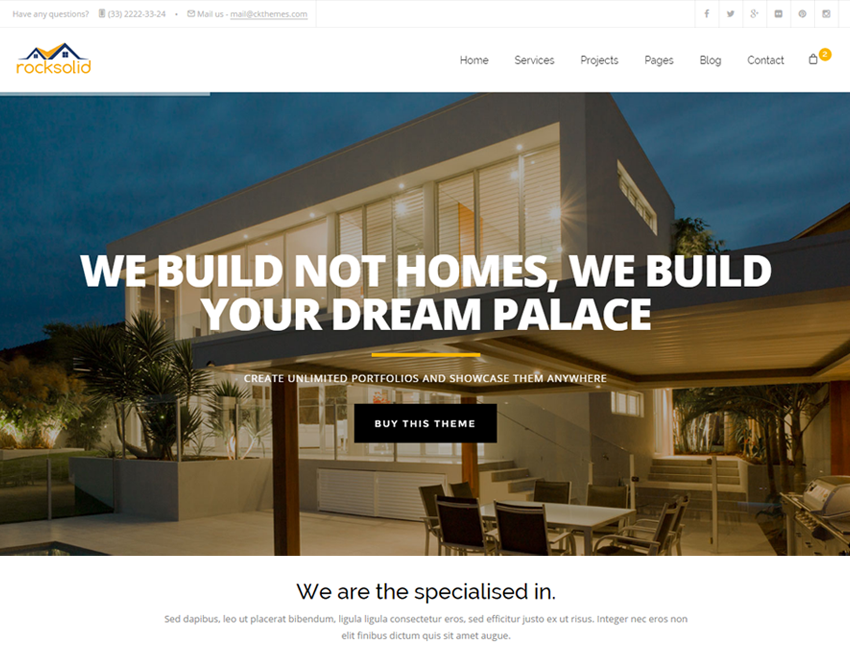 Have any questions? (33) 2222-33-24 • Mail us - mail@ckthemes.com
rocksolid
Home Services Projects Pages Blog Contact 2
WE BUILD NOT HOMES, WE BUILD
YOUR DREAM PALACE
CREATE UNLIMITED PORTFOLIOS AND SHOWCASE THEM ANYWHERE
BUY THIS THEME
We are the specialised in.
Sed dapibus, leo ut placerat bibendum, ligula ligula consectetur eros, sed efficitur justo ex ut risus. Integer nec eros non
elit finibus dictum quis sit amet augue.